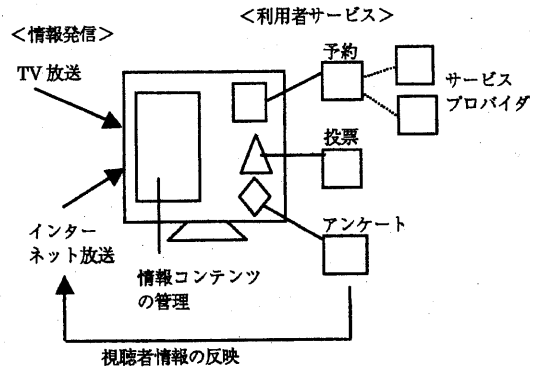 ＜利用者サービス＞
＜情報発信＞
TV 放送
予約
サービス
プロバイダ
投票
アンケート
インター
ネット放送
情報コンテンツ
の管理
視聴者情報の反映